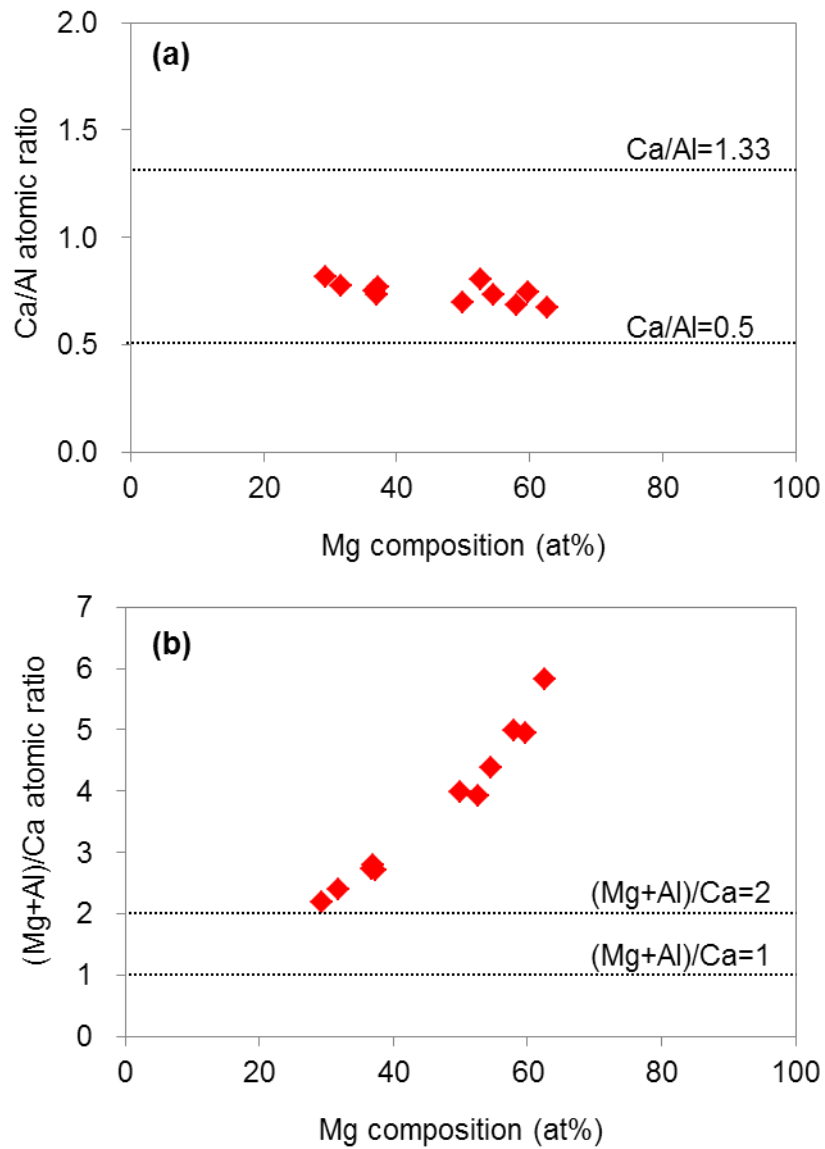 (a)
Ca/Al atomic ratio
2.0
1.5
1.0
0.5
0.0
Ca/Al=1.33
Ca/Al=0.5
0 20 40 60 80 100
Mg composition (at%)
(b)
(Mg+Al)/Ca atomic ratio
7
6
5
4
3
2
1
0
(Mg+Al)/Ca=2
(Mg+Al)/Ca=1
0 20 40 60 80 100
Mg composition (at%)